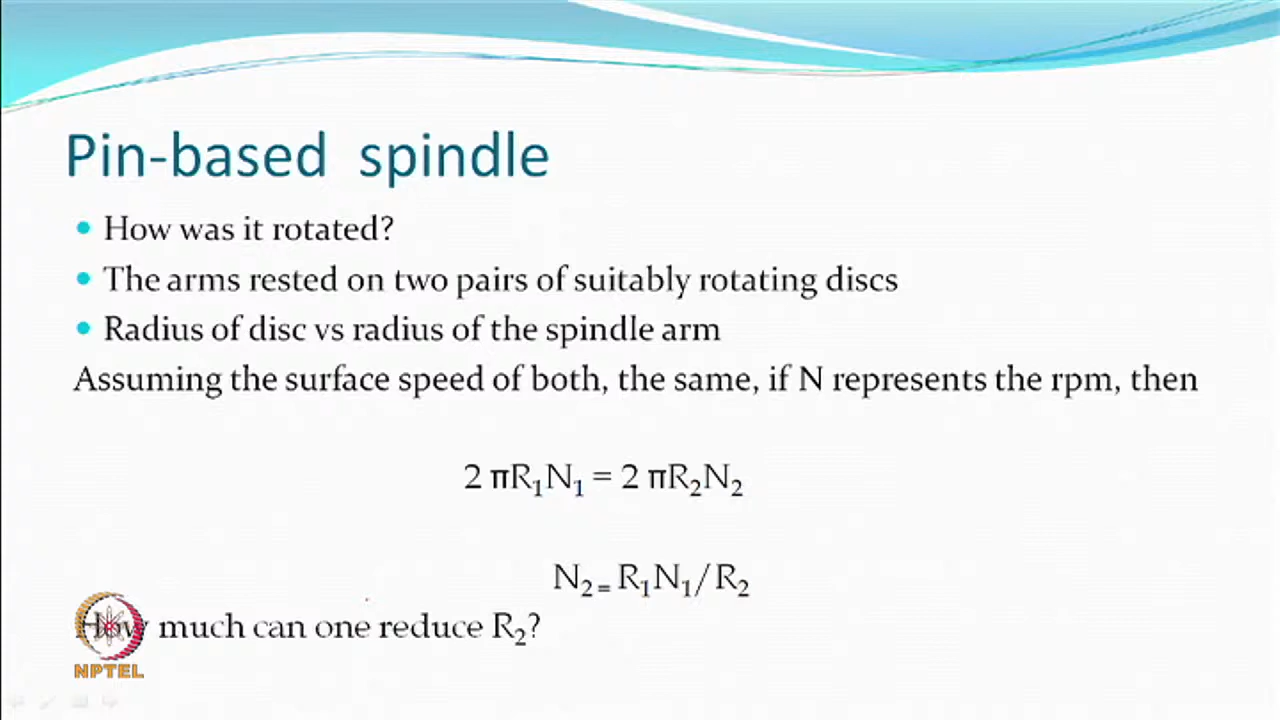 Pin-based spindle
• How was it rotated?
• The arms rested on two pairs of suitably rotating discs
• Radius of disc vs radius of the spindle arm
Assuming the surface speed of both, the same, if N represents the rpm, then
2 πR₁N₁ = 2 πR₂N₂
N₂ = R₁N₁/R₂
How much can one reduce R₂?
NPTEL